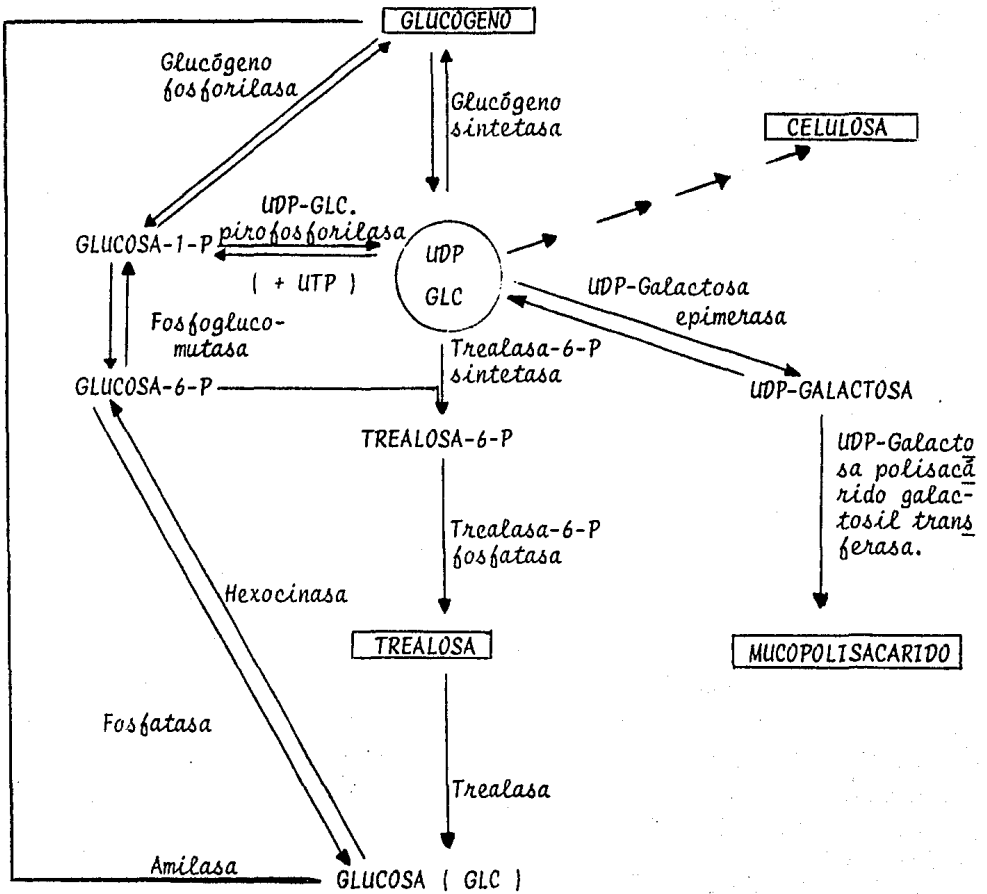 GLUCÓGENO
Glucógeno
fosforilasa
Glucógeno
sintetasa
CELULOSA
UDP-GLC.
pirofosforilasa
GLUCOSA-1-P
( + UTP )
UDP
GLC
UDP-Galactosa
epimerasa
Fosfogluco-
mutasa
Trealasa-6-P
sintetasa
GLUCOSA-6-P
UDP-GALACTOSA
TREALOSA-6-P
UDP-Galacto
sa polisacá
rido galac-
tosil trans
ferasa.
Trealasa-6-P
fosfatasa
Hexocinasa
TREALOSA
MUCOPOLISACARIDO
Fosfatasa
Trealasa
Amilasa
GLUCOSA ( GLC )